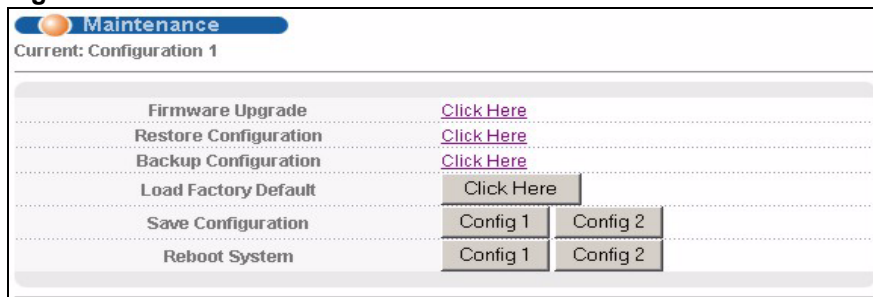 Maintenance
Current: Configuration 1
Firmware Upgrade Click Here
Restore Configuration Click Here
Backup Configuration Click Here
Load Factory Default Click Here
Save Configuration Config 1 Config 2
Reboot System Config 1 Config 2